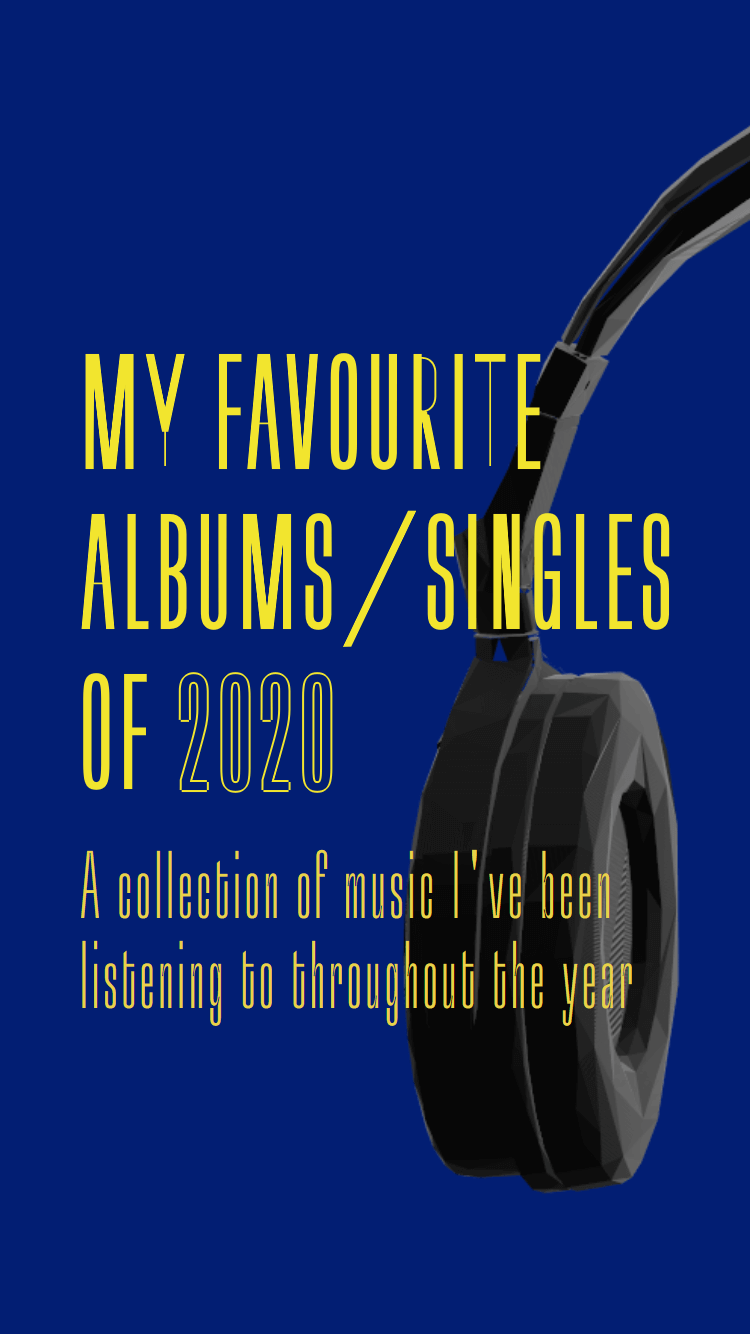 MY FAVOURITE
ALBUMS/SINGLES
OF 2020
A collection of music I've been
listening to throughout the year